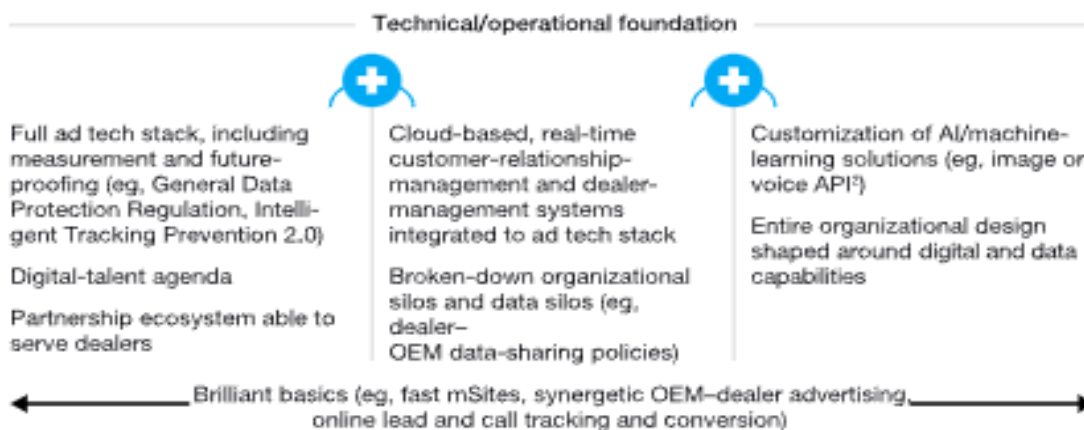 Technical/operational foundation
Full ad tech stack, including
measurement and future-
proofing (eg, General Data
Protection Regulation, Intelli-
gent Tracking Prevention 2.0)
Digital-talent agenda
Partnership ecosystem able to
serve dealers
Cloud-based, real-time
customer-relationship-
management and dealer-
management systems
integrated to ad tech stack
Broken-down organizational
silos and data silos (eg,
dealer–
OEM data-sharing policies)
Customization of AI/machine-
learning solutions (eg, image or
voice API²)
Entire organizational design
shaped around digital and data
capabilities
Brilliant basics (eg, fast mSites, synergetic OEM–dealer advertising,
online lead and call tracking and conversion)